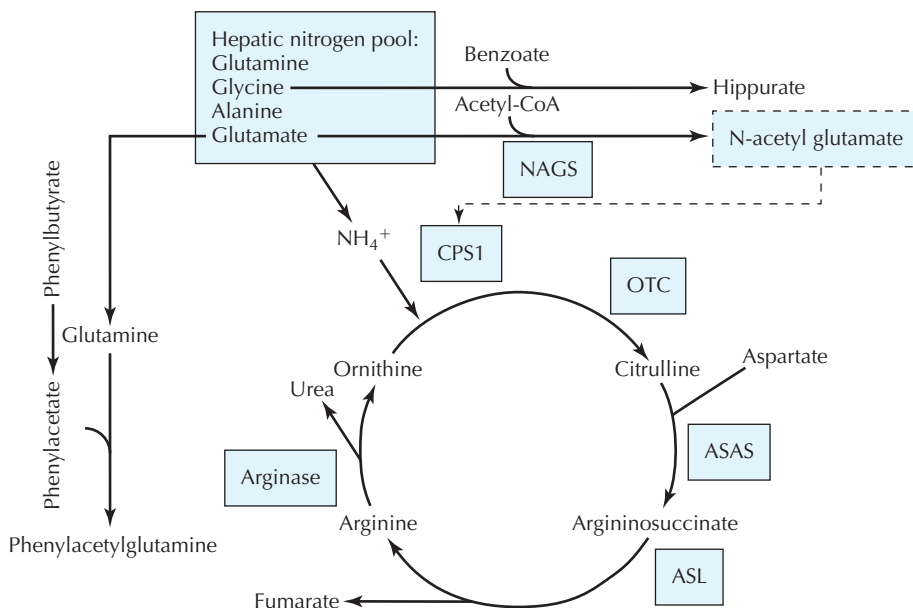 Hepatic nitrogen pool:
Glutamine
Glycine
Alanine
Glutamate
Benzoate
Hippurate
Acetyl-CoA
N-acetyl glutamate
NAGS
NH₄⁺
CPS1
OTC
Phenylbutyrate
Glutamine
Phenylacetate
Phenylacetylglutamine
Ornithine
Citrulline
Aspartate
Urea
Arginase
ASAS
Arginine
Argininosuccinate
ASL
Fumarate